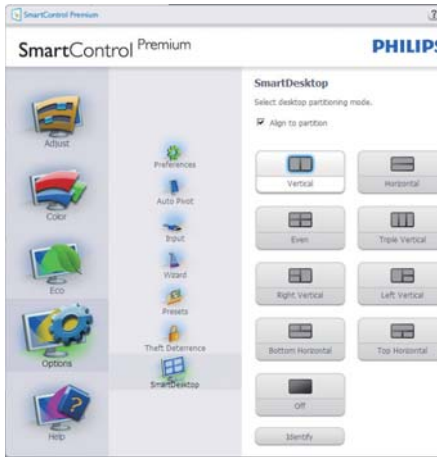 SmartControl Premium
SmartControl Premium
PHILIPS
Adjust
Color
Eco
Options
Help
Preferences
Auto Pivot
Input
Wizard
Presets
Theft Deterrence
SmartDesktop
SmartDesktop
Select desktop partitioning mode.
Align to partition
Vertical
Horizontal
Even
Triple Vertical
Right Vertical
Left Vertical
Bottom Horizontal
Top Horizontal
Off
Identify